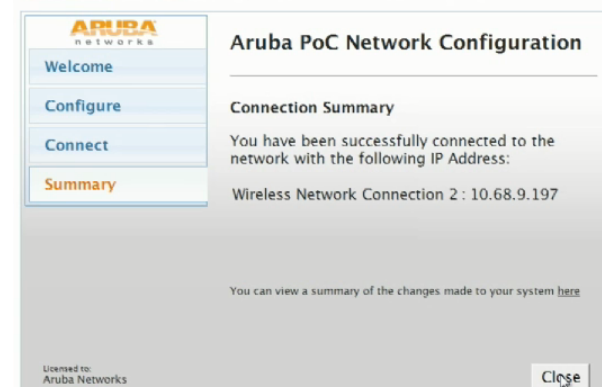 ARUBA
networks
Welcome
Configure
Connect
Summary
Aruba PoC Network Configuration
Connection Summary
You have been successfully connected to the
network with the following IP Address:
Wireless Network Connection 2 : 10.68.9.197
You can view a summary of the changes made to your system here
Licensed to:
Aruba Networks
Close